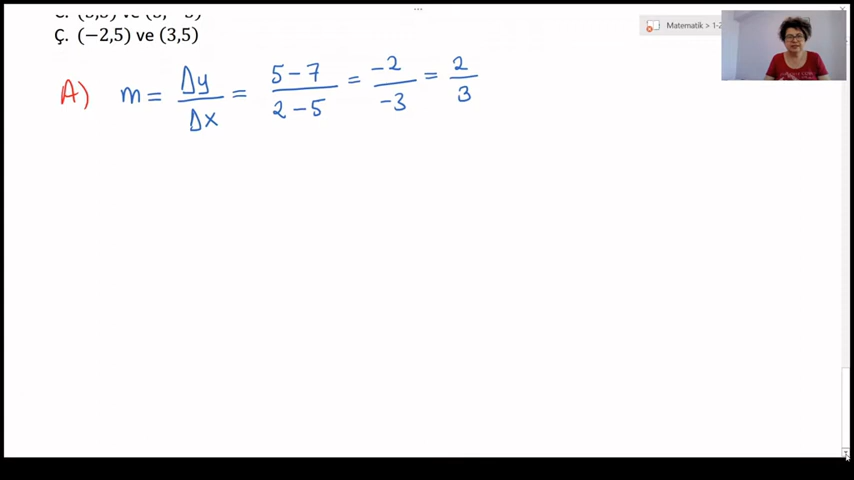 Ç. (−2,5) ve (3,5)
Matematik > 1-2
A) m = Δy/Δx = 5−7/2−5 = −2/−3 = 2/3